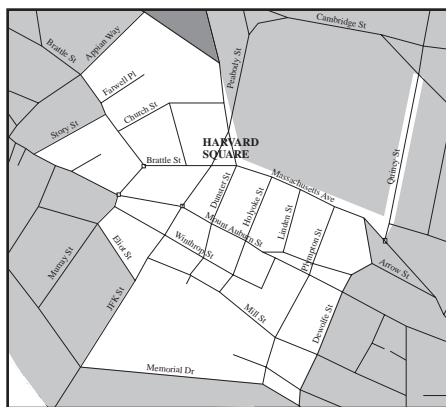 Cambridge St
Brattle St
Appian Way
Peabody St
Farwell Pl
Church St
Story St
HARVARD
SQUARE
Brattle St
Quincy St
Massachusetts Ave
Dunster St
Holyoke St
Linden St
Plympton St
Mount Auburn St
Winthrop St
Eliot St
Murray St
Arrow St
JFK St
Mill St
Dewolfe St
Memorial Dr